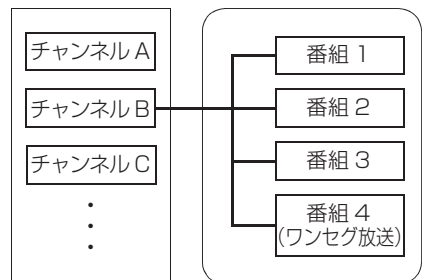 チャンネル A
チャンネル B
チャンネル C
・
・
・
番組 1
番組 2
番組 3
番組 4
(ワンセグ放送)